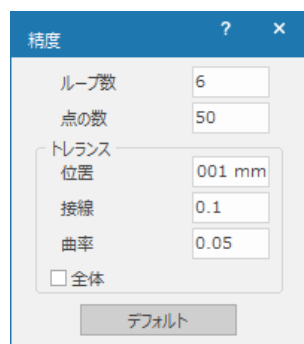 精度 ? ×
ループ数 6
点の数 50
トレランス
位置 001 mm
接線 0.1
曲率 0.05
全体
デフォルト